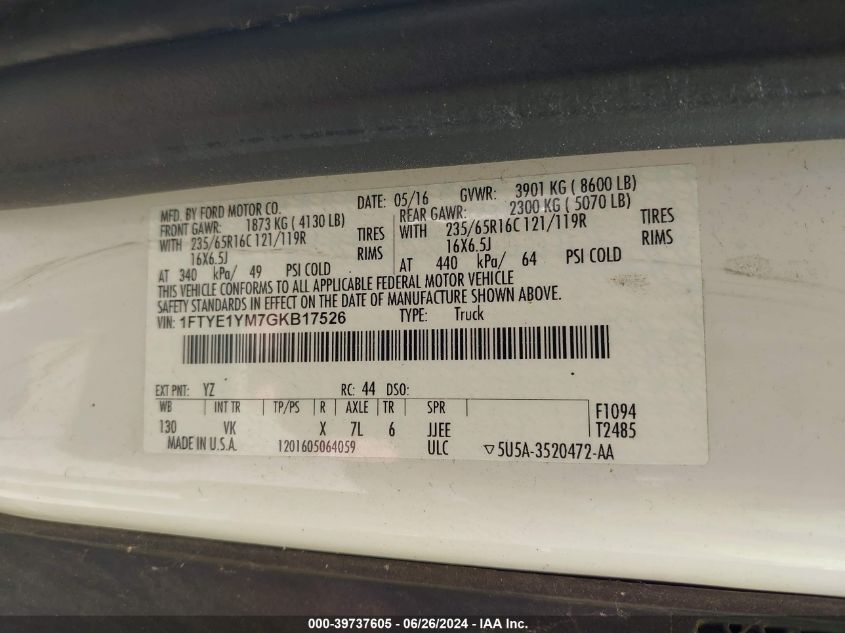 MFD. BY FORD MOTOR CO. DATE: 05/16 GVWR: 3901 KG ( 8600 LB)
FRONT GAWR: 1873 KG ( 4130 LB) REAR GAWR: 2300 KG ( 5070 LB)
WITH 235/65R16C 121/119R TIRES WITH 235/65R16C 121/119R TIRES
16X6.5J RIMS 16X6.5J RIMS
AT 340 kPa/ 49 PSI COLD AT 440 kPa/ 64 PSI COLD
THIS VEHICLE CONFORMS TO ALL APPLICABLE FEDERAL MOTOR VEHICLE
SAFETY STANDARDS IN EFFECT ON THE DATE OF MANUFACTURE SHOWN ABOVE.
VIN: 1FTYE1YM7GKB17526 TYPE: Truck
EXT PNT: YZ RC: 44 DSO:
WB INT TR TP/PS R AXLE TR SPR F1094
130 VK X 7L 6 JJEE T2485
MADE IN U.S.A. 1201605064059 ULC ▽5U5A-3520472-AA
000-39737605 / 06/26/2024 - IAA Inc.